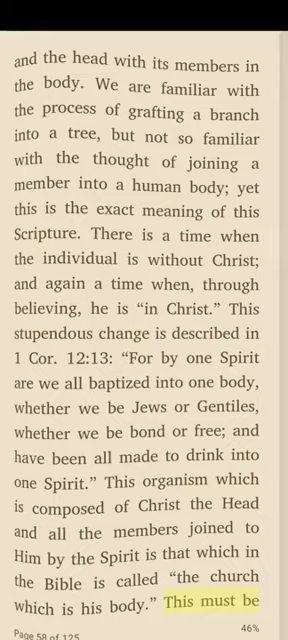 and the head with its members in
the body. We are familiar with
the process of grafting a branch
into a tree, but not so familiar
with the thought of joining a
member into a human body; yet
this is the exact meaning of this
Scripture. There is a time when
the individual is without Christ;
and again a time when, through
believing, he is “in Christ.” This
stupendous change is described in
1 Cor. 12:13: “For by one Spirit
are we all baptized into one body,
whether we be Jews or Gentiles,
whether we be bond or free; and
have been all made to drink into
one Spirit.” This organism which
is composed of Christ the Head
and all the members joined to
Him by the Spirit is that which in
the Bible is called “the church
which is his body.” This must be
Page 58 of 125
46%